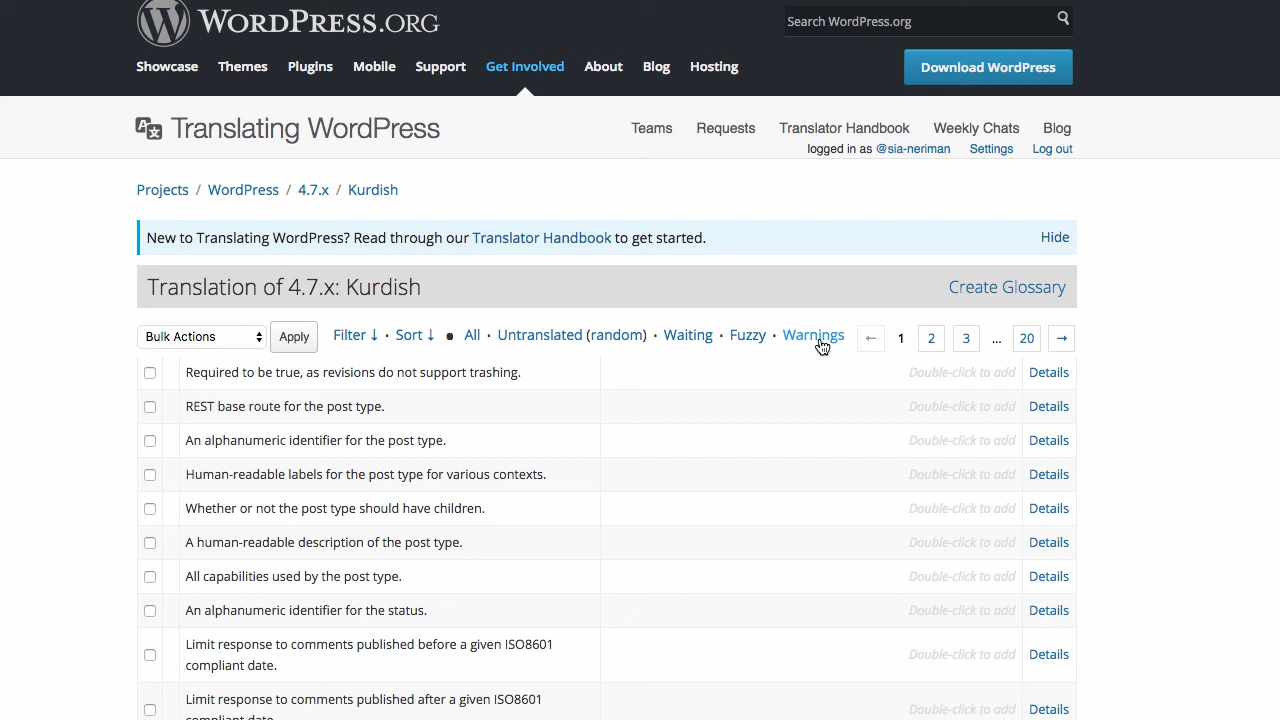 WORDPRESS.ORG
Search WordPress.org
Showcase Themes Plugins Mobile Support Get Involved About Blog Hosting
Download WordPress
Translating WordPress
Teams Requests Translator Handbook Weekly Chats Blog
logged in as @sia-neriman Settings Log out
Projects / WordPress / 4.7.x / Kurdish
New to Translating WordPress? Read through our Translator Handbook to get started. Hide
Translation of 4.7.x: Kurdish Create Glossary
Bulk Actions Apply Filter ↓ · Sort ↓ ● All · Untranslated (random) · Waiting · Fuzzy · Warnings ← 1 2 3 … 20 →
Required to be true, as revisions do not support trashing. Double-click to add Details
REST base route for the post type. Double-click to add Details
An alphanumeric identifier for the post type. Double-click to add Details
Human-readable labels for the post type for various contexts. Double-click to add Details
Whether or not the post type should have children. Double-click to add Details
A human-readable description of the post type. Double-click to add Details
All capabilities used by the post type. Double-click to add Details
An alphanumeric identifier for the status. Double-click to add Details
Limit response to comments published before a given ISO8601
compliant date. Double-click to add Details
Limit response to comments published after a given ISO8601
compliant date. Double-click to add Details